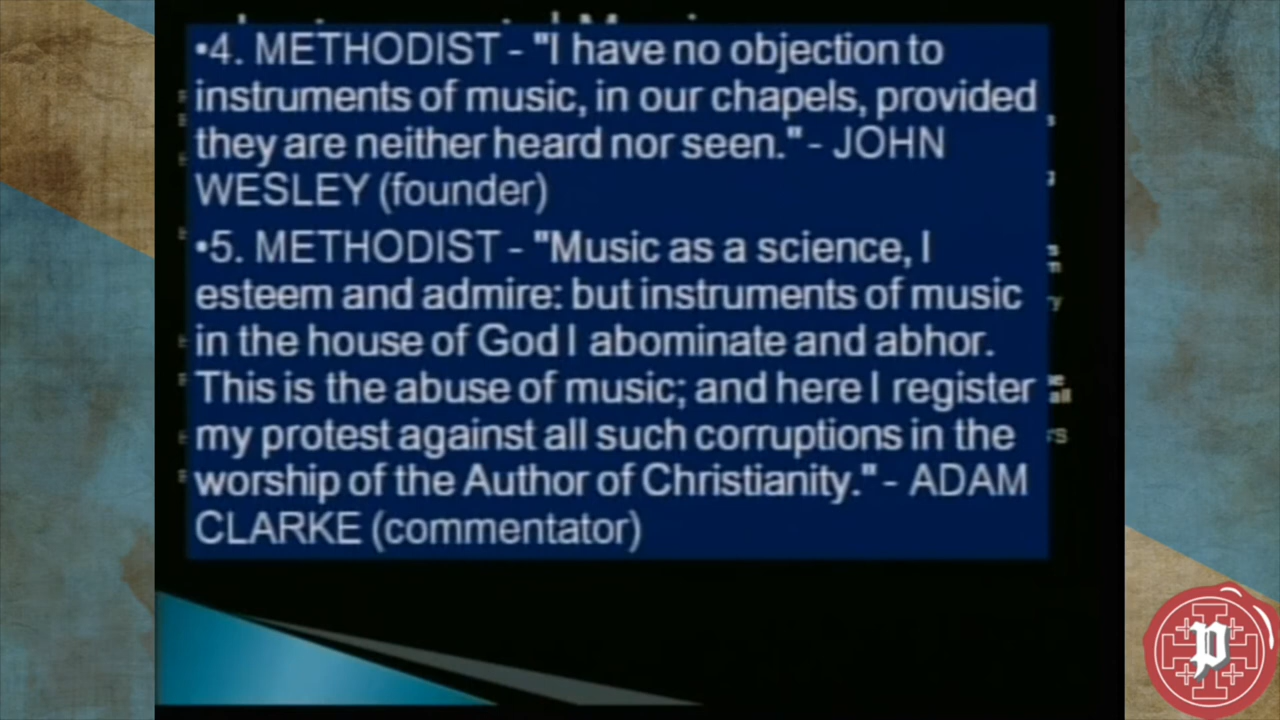 •4. METHODIST - "I have no objection to
instruments of music, in our chapels, provided
they are neither heard nor seen." - JOHN
WESLEY (founder)
•5. METHODIST - "Music as a science, I
esteem and admire: but instruments of music
in the house of God I abominate and abhor.
This is the abuse of music; and here I register
my protest against all such corruptions in the
worship of the Author of Christianity." - ADAM
CLARKE (commentator)
p